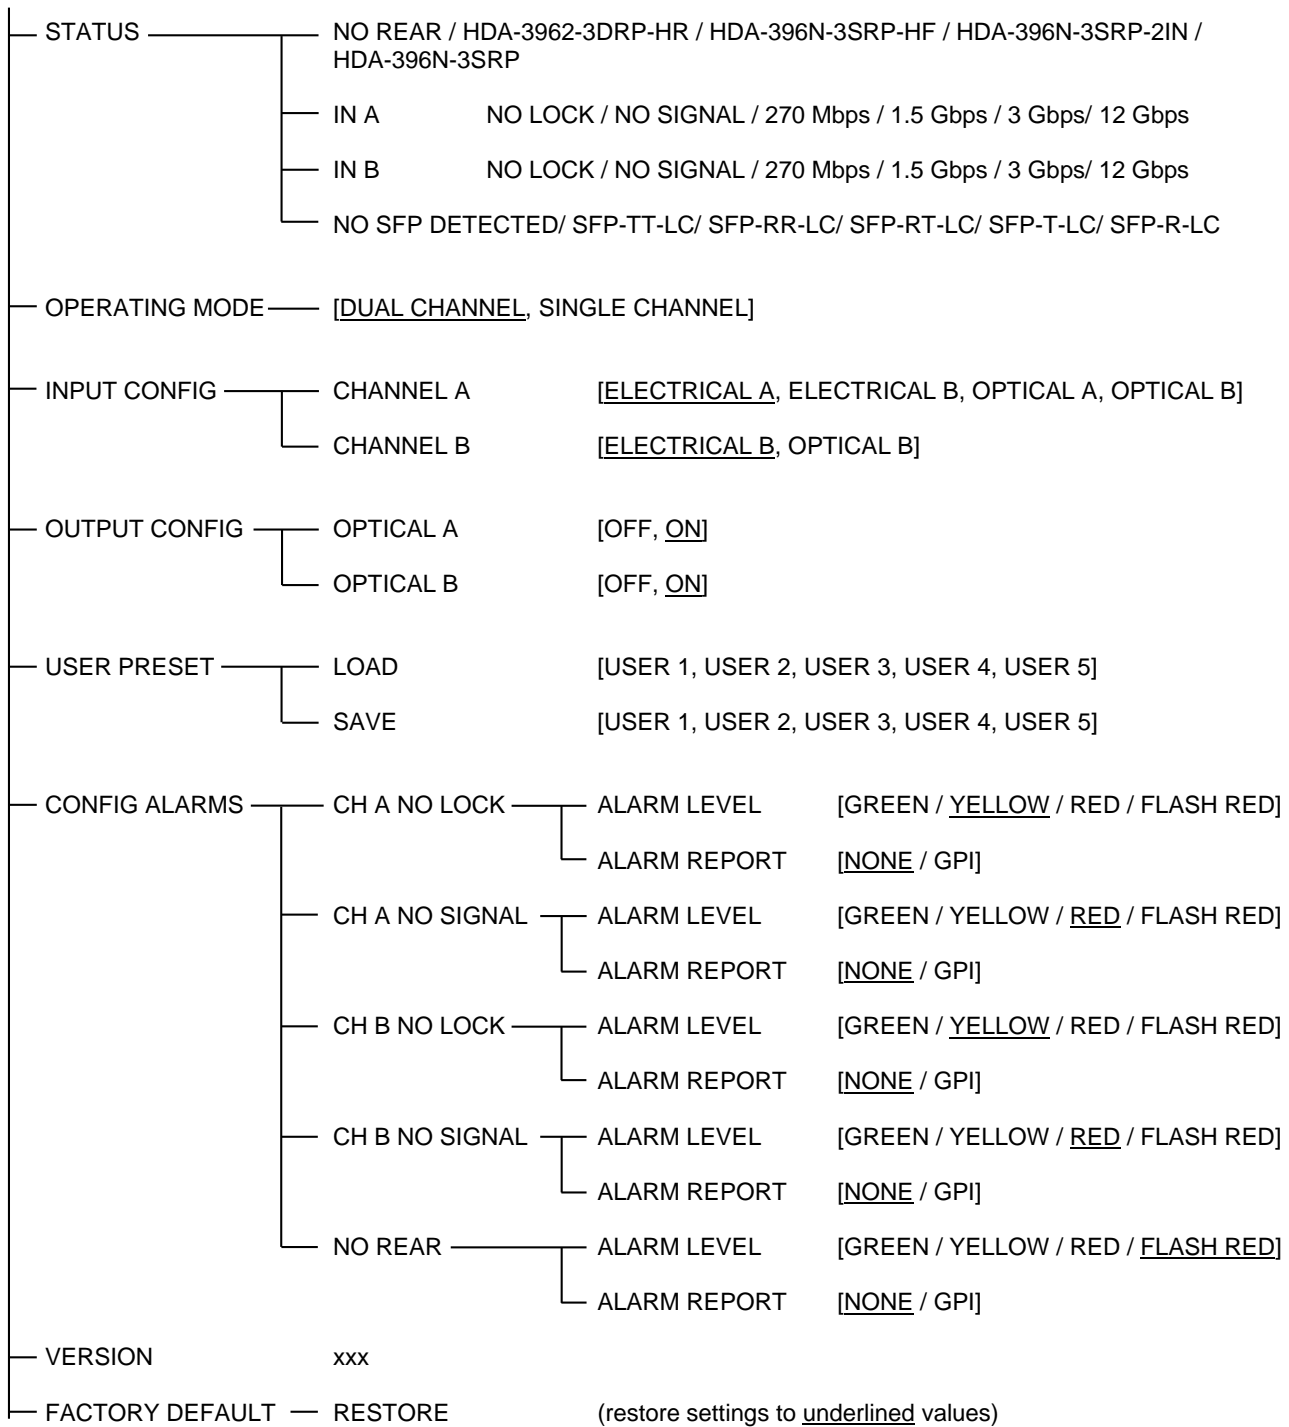 STATUS NO REAR / HDA-3962-3DRP-HR / HDA-396N-3SRP-HF / HDA-396N-3SRP-2IN /
HDA-396N-3SRP
IN A NO LOCK / NO SIGNAL / 270 Mbps / 1.5 Gbps / 3 Gbps/ 12 Gbps
IN B NO LOCK / NO SIGNAL / 270 Mbps / 1.5 Gbps / 3 Gbps/ 12 Gbps
NO SFP DETECTED/ SFP-TT-LC/ SFP-RR-LC/ SFP-RT-LC/ SFP-T-LC/ SFP-R-LC
OPERATING MODE [DUAL CHANNEL, SINGLE CHANNEL]
INPUT CONFIG CHANNEL A [ELECTRICAL A, ELECTRICAL B, OPTICAL A, OPTICAL B]
CHANNEL B [ELECTRICAL B, OPTICAL B]
OUTPUT CONFIG OPTICAL A [OFF, ON]
OPTICAL B [OFF, ON]
USER PRESET LOAD [USER 1, USER 2, USER 3, USER 4, USER 5]
SAVE [USER 1, USER 2, USER 3, USER 4, USER 5]
CONFIG ALARMS CH A NO LOCK ALARM LEVEL [GREEN / YELLOW / RED / FLASH RED]
ALARM REPORT [NONE / GPI]
CH A NO SIGNAL ALARM LEVEL [GREEN / YELLOW / RED / FLASH RED]
ALARM REPORT [NONE / GPI]
CH B NO LOCK ALARM LEVEL [GREEN / YELLOW / RED / FLASH RED]
ALARM REPORT [NONE / GPI]
CH B NO SIGNAL ALARM LEVEL [GREEN / YELLOW / RED / FLASH RED]
ALARM REPORT [NONE / GPI]
NO REAR ALARM LEVEL [GREEN / YELLOW / RED / FLASH RED]
ALARM REPORT [NONE / GPI]
VERSION xxx
FACTORY DEFAULT RESTORE (restore settings to underlined values)